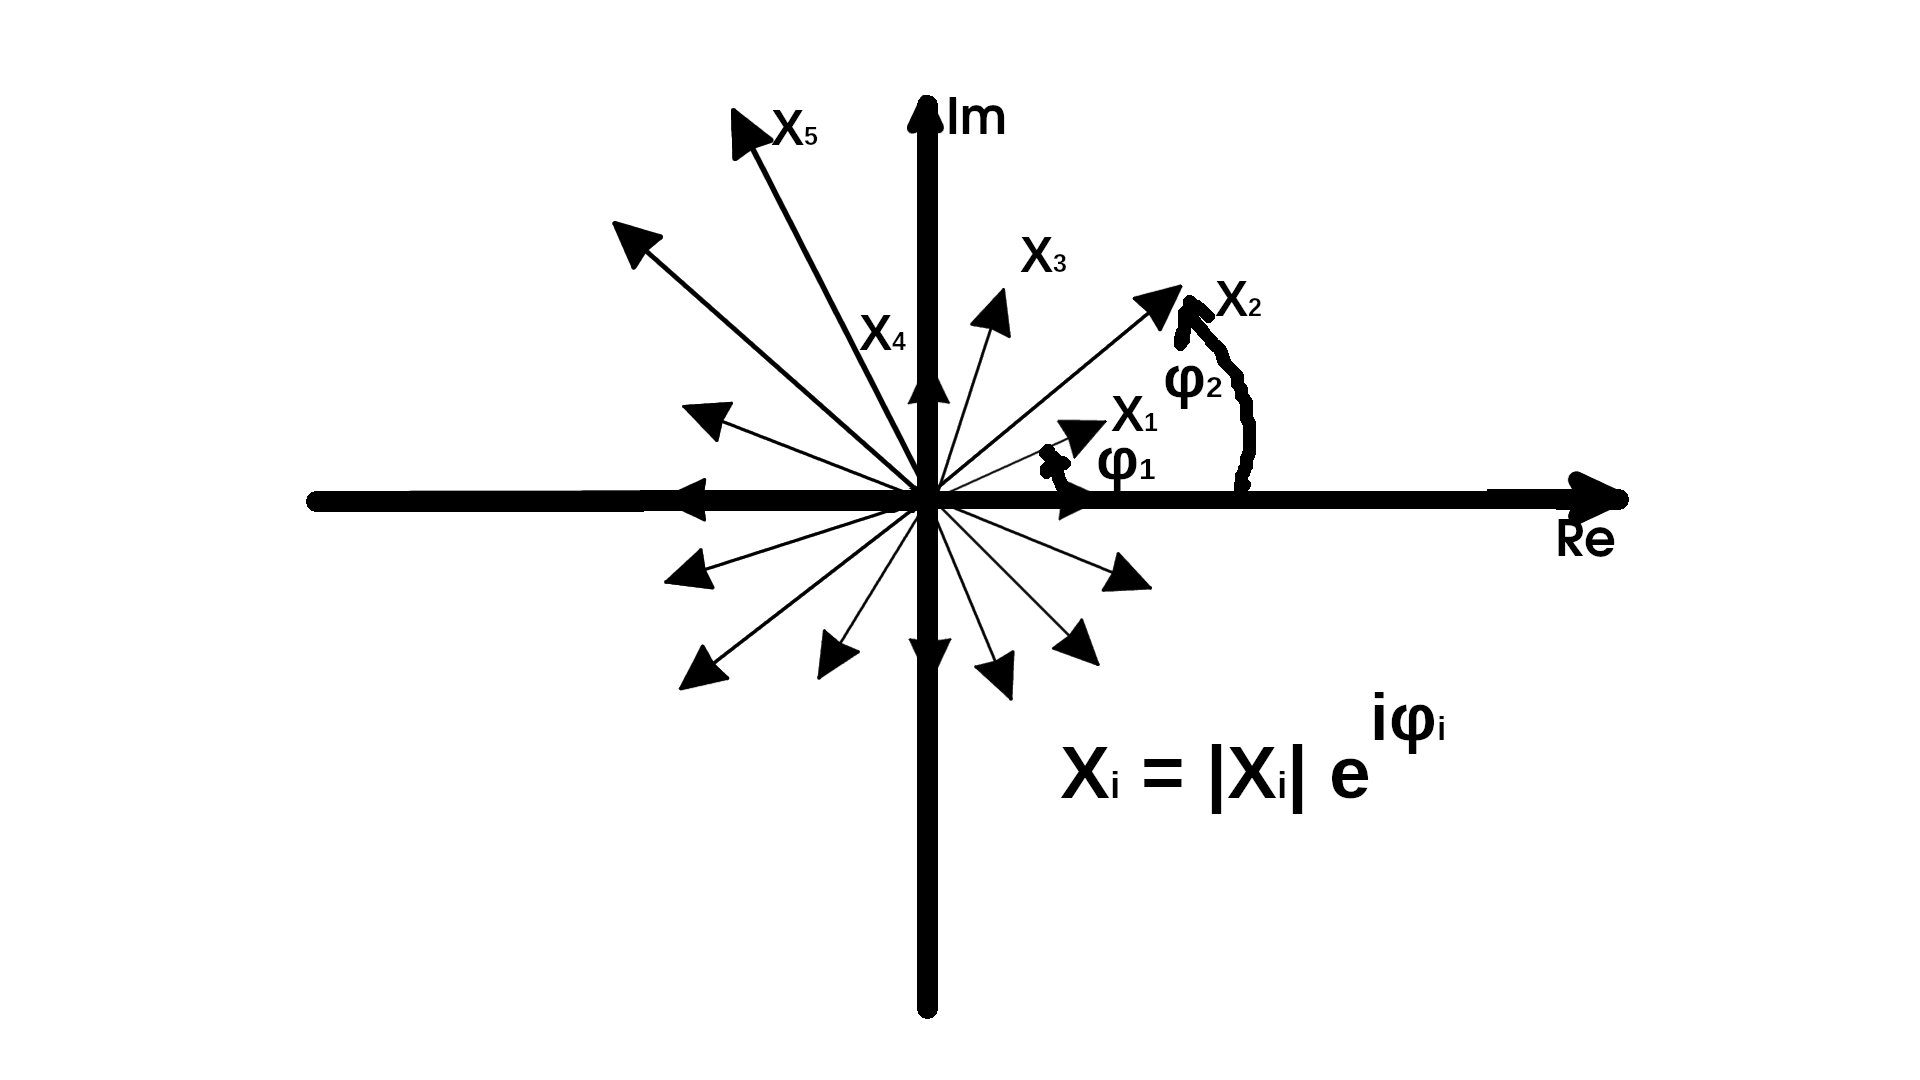 Im
X₅
X₃
X₂
X₄
φ₂
X₁
φ₁
Re
Xᵢ = |Xᵢ| e^iφᵢ